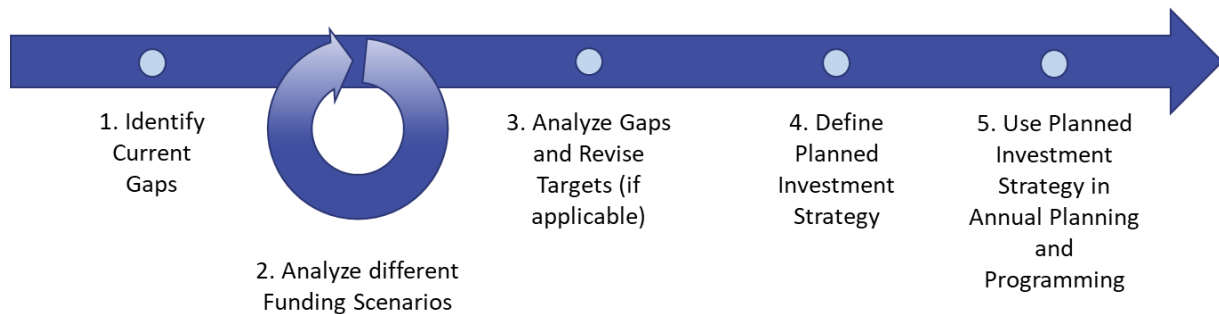 1. Identify
Current
Gaps
2. Analyze different
Funding Scenarios
3. Analyze Gaps
and Revise
Targets (if
applicable)
4. Define
Planned
Investment
Strategy
5. Use Planned
Investment
Strategy in
Annual Planning
and
Programming